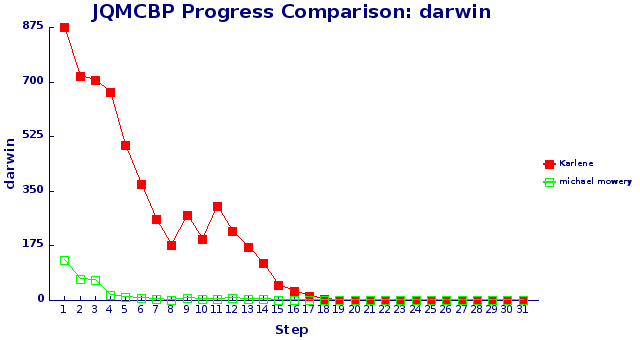 JQMCBP Progress Comparison: darwin
875
700
525
350
175
0
darwin
1 2 3 4 5 6 7 8 9 10 11 12 13 14 15 16 17 18 19 20 21 22 23 24 25 26 27 28 29 30 31
Step
Karlene
michael mowery